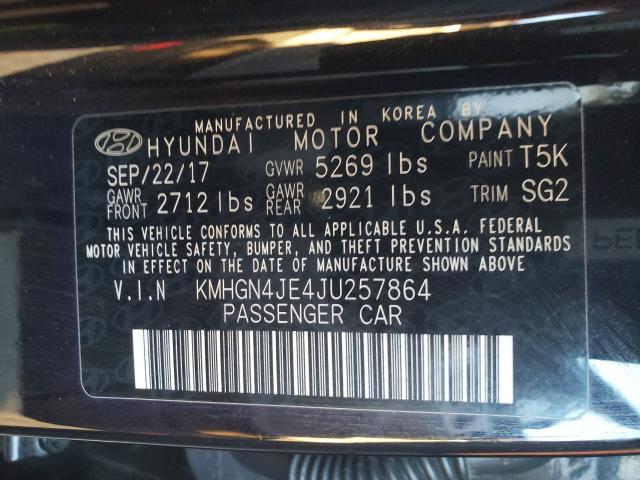 MANUFACTURED IN KOREA BY
HYUNDAI MOTOR COMPANY
SEP/22/17 GVWR 5269 lbs PAINT T5K
GAWR FRONT 2712 lbs GAWR REAR 2921 lbs TRIM SG2
THIS VEHICLE CONFORMS TO ALL APPLICABLE U.S.A. FEDERAL
MOTOR VEHICLE SAFETY, BUMPER, AND THEFT PREVENTION STANDARDS
IN EFFECT ON THE DATE OF MANUFACTURE SHOWN ABOVE.
V.I.N KMHGN4JE4JU257864
PASSENGER CAR